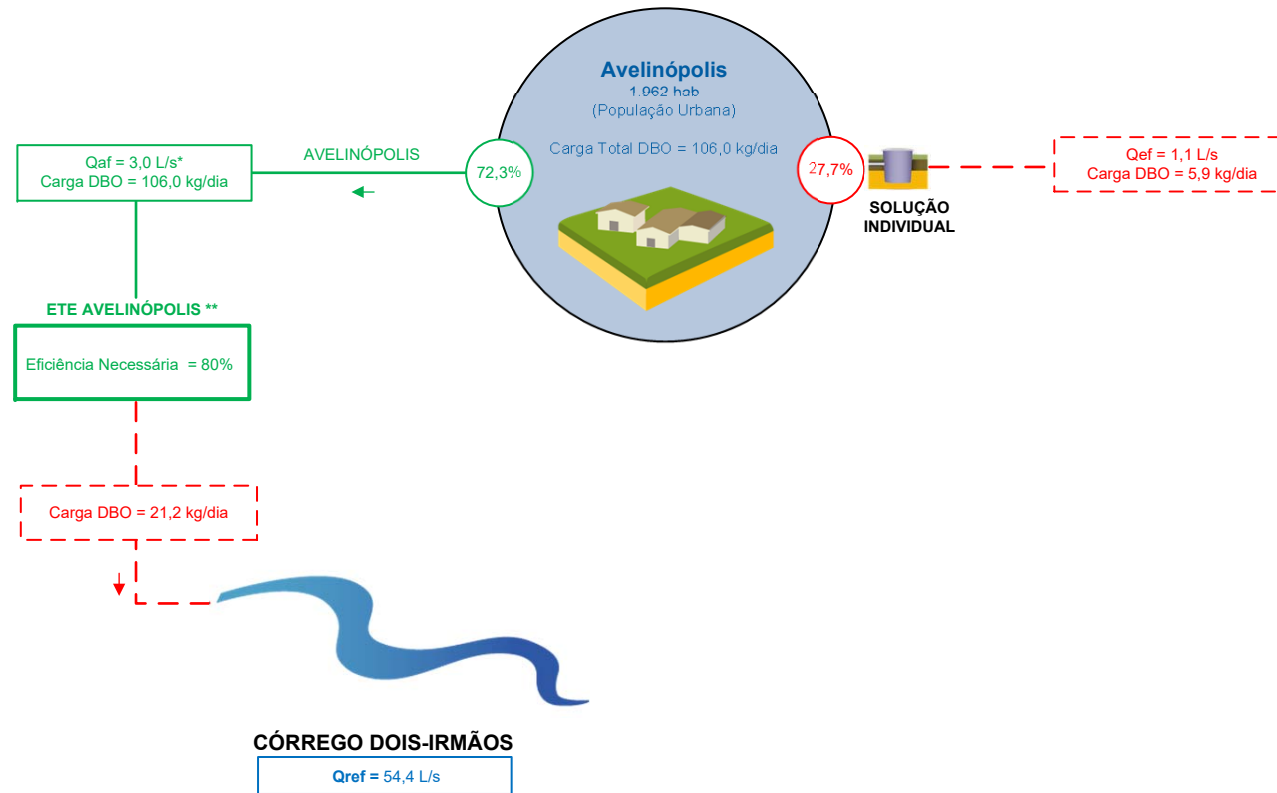 Avelinópolis
1.962 hab
(População Urbana)
Carga Total DBO = 106,0 kg/dia
72,3%
27,7%
AVELINÓPOLIS
Qaf = 3,0 L/s*
Carga DBO = 106,0 kg/dia
SOLUÇÃO
INDIVIDUAL
Qef = 1,1 L/s
Carga DBO = 5,9 kg/dia
ETE AVELINÓPOLIS **
Eficiência Necessária = 80%
Carga DBO = 21,2 kg/dia
CÓRREGO DOIS-IRMÃOS
Qref = 54,4 L/s